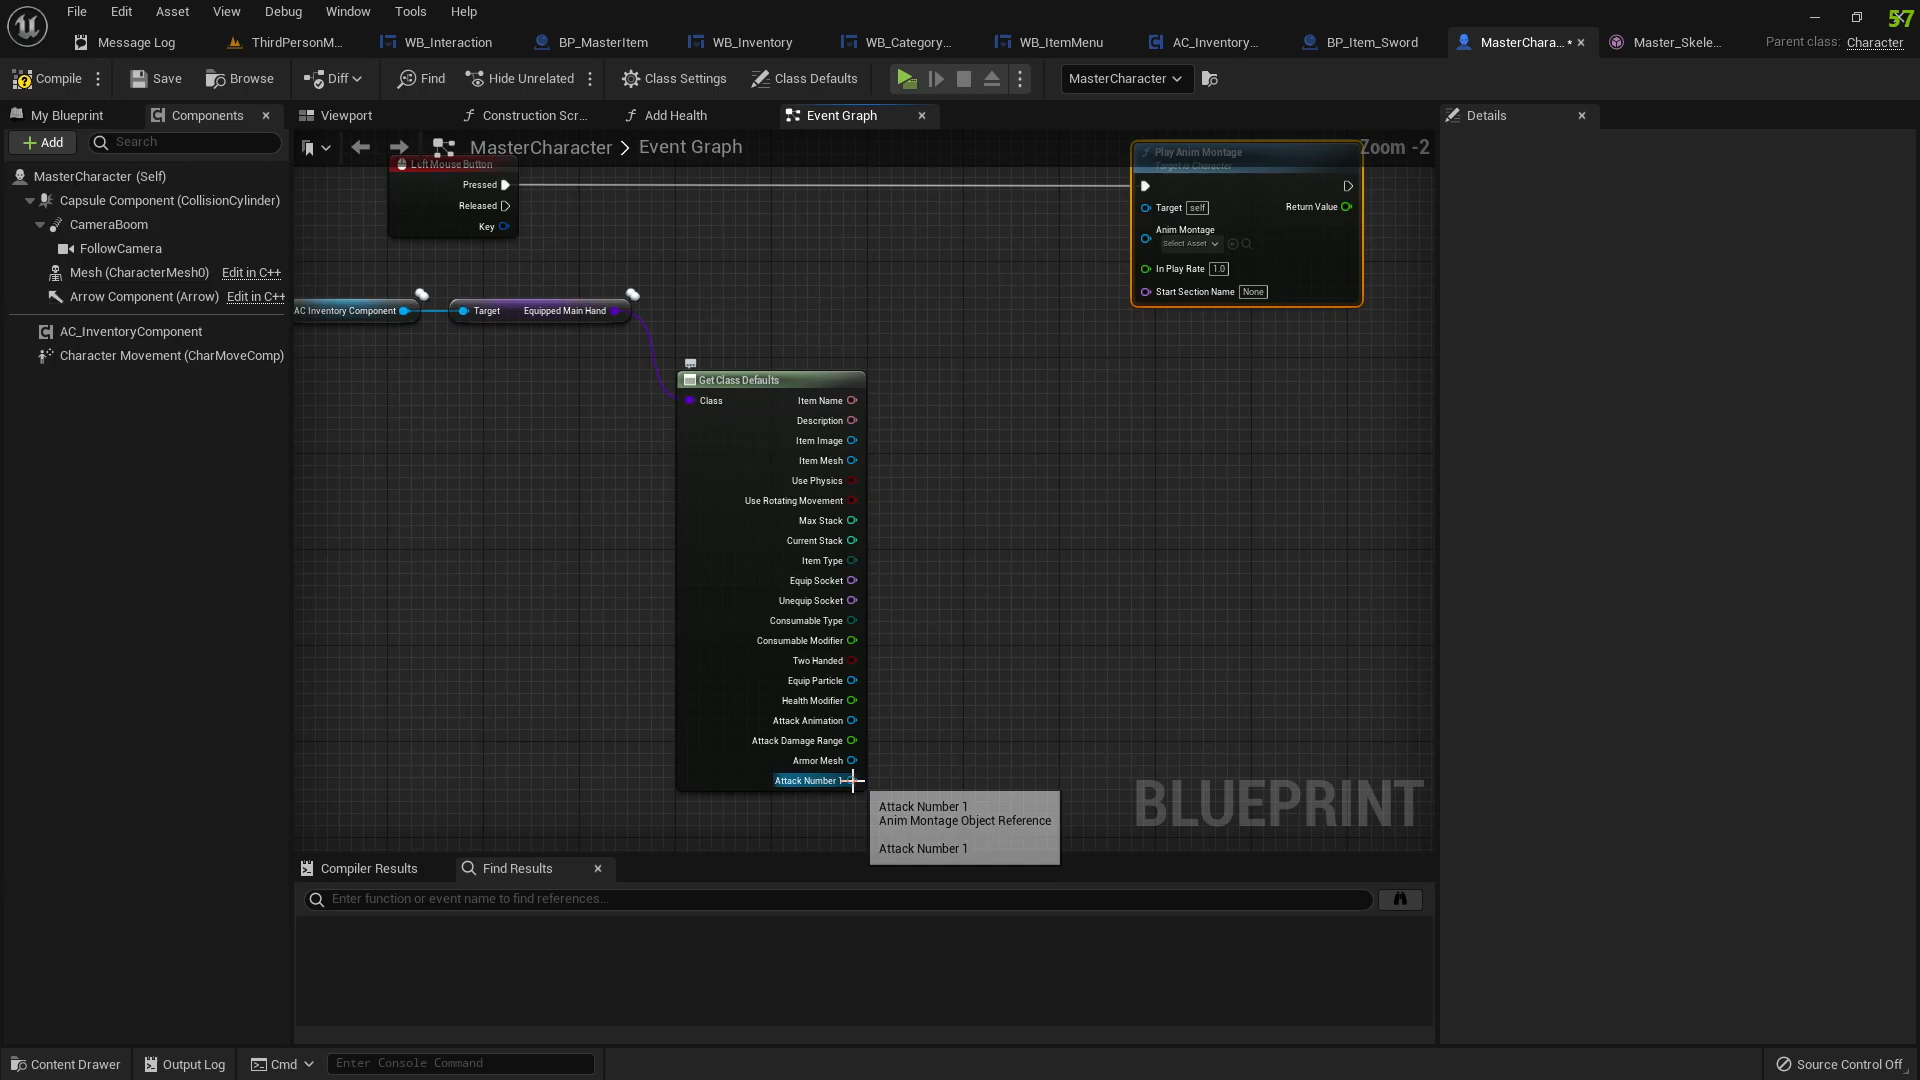 File Edit Asset View Debug Window Tools Help
57
Message Log
ThirdPersonM...
WB_Interaction
BP_MasterItem
WB_Inventory
WB_Category...
WB_ItemMenu
AC_Inventory...
BP_Item_Sword
MasterChara... •
Master_Skele...
Parent class: Character
Compile
Save
Browse
Diff
Find
Hide Unrelated
Class Settings
Class Defaults
MasterCharacter
My Blueprint
Components
Viewport
Construction Scr...
Add Health
Event Graph
Details
Add
Search
MasterCharacter > Event Graph
Zoom -2
MasterCharacter (Self)
Capsule Component (CollisionCylinder)
CameraBoom
FollowCamera
Mesh (CharacterMesh0) Edit in C++
Arrow Component (Arrow) Edit in C++
AC_InventoryComponent
Character Movement (CharMoveComp)
Left Mouse Button
Pressed
Released
Key
Play Anim Montage
Target is Character
Target self
Return Value
Anim Montage
Select Asset
In Play Rate 1.0
Start Section Name None
AC Inventory Component
Target Equipped Main Hand
Get Class Defaults
Class
Item Name
Description
Item Image
Item Mesh
Use Physics
Use Rotating Movement
Max Stack
Current Stack
Item Type
Equip Socket
Unequip Socket
Consumable Type
Consumable Modifier
Two Handed
Equip Particle
Health Modifier
Attack Animation
Attack Damage Range
Armor Mesh
Attack Number 1
Attack Number 1
Anim Montage Object Reference
Attack Number 1
BLUEPRINT
Compiler Results
Find Results
Enter function or event name to find references...
Content Drawer
Output Log
Cmd
Enter Console Command
Source Control Off